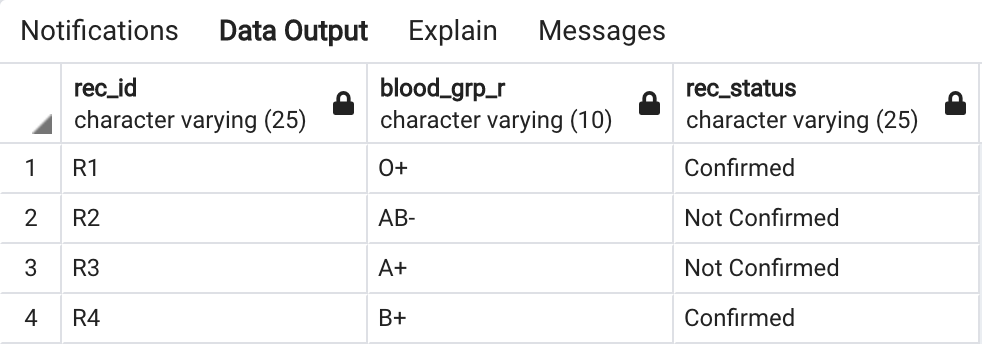 Notifications Data Output Explain Messages
rec_id blood_grp_r rec_status
character varying (25) character varying (10) character varying (25)
1 R1 O+ Confirmed
2 R2 AB- Not Confirmed
3 R3 A+ Not Confirmed
4 R4 B+ Confirmed